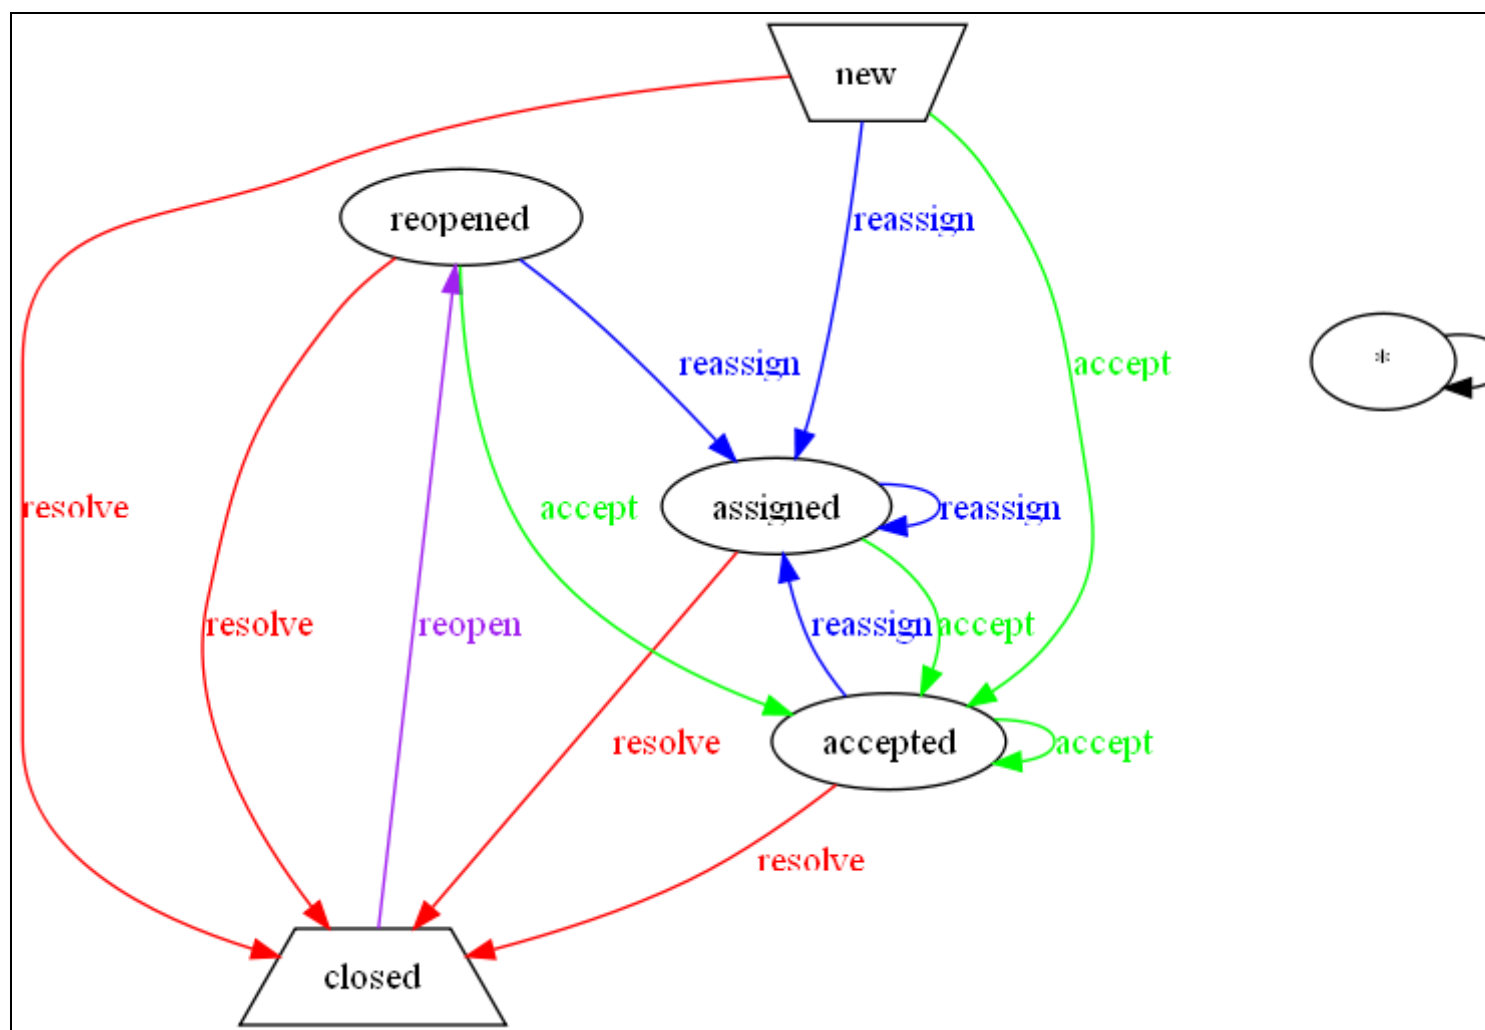 new
reopened
reassign
reassign
accept
*
resolve
accept
assigned
reassign
resolve
reopen
reassign
accept
resolve
accepted
accept
resolve
closed